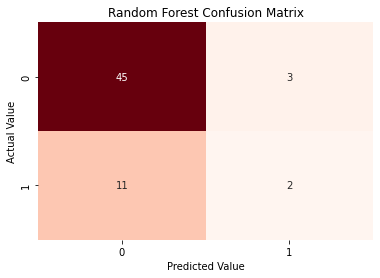 Random Forest Confusion Matrix
Actual Value
0
45
3
1
11
2
0
1
Predicted Value